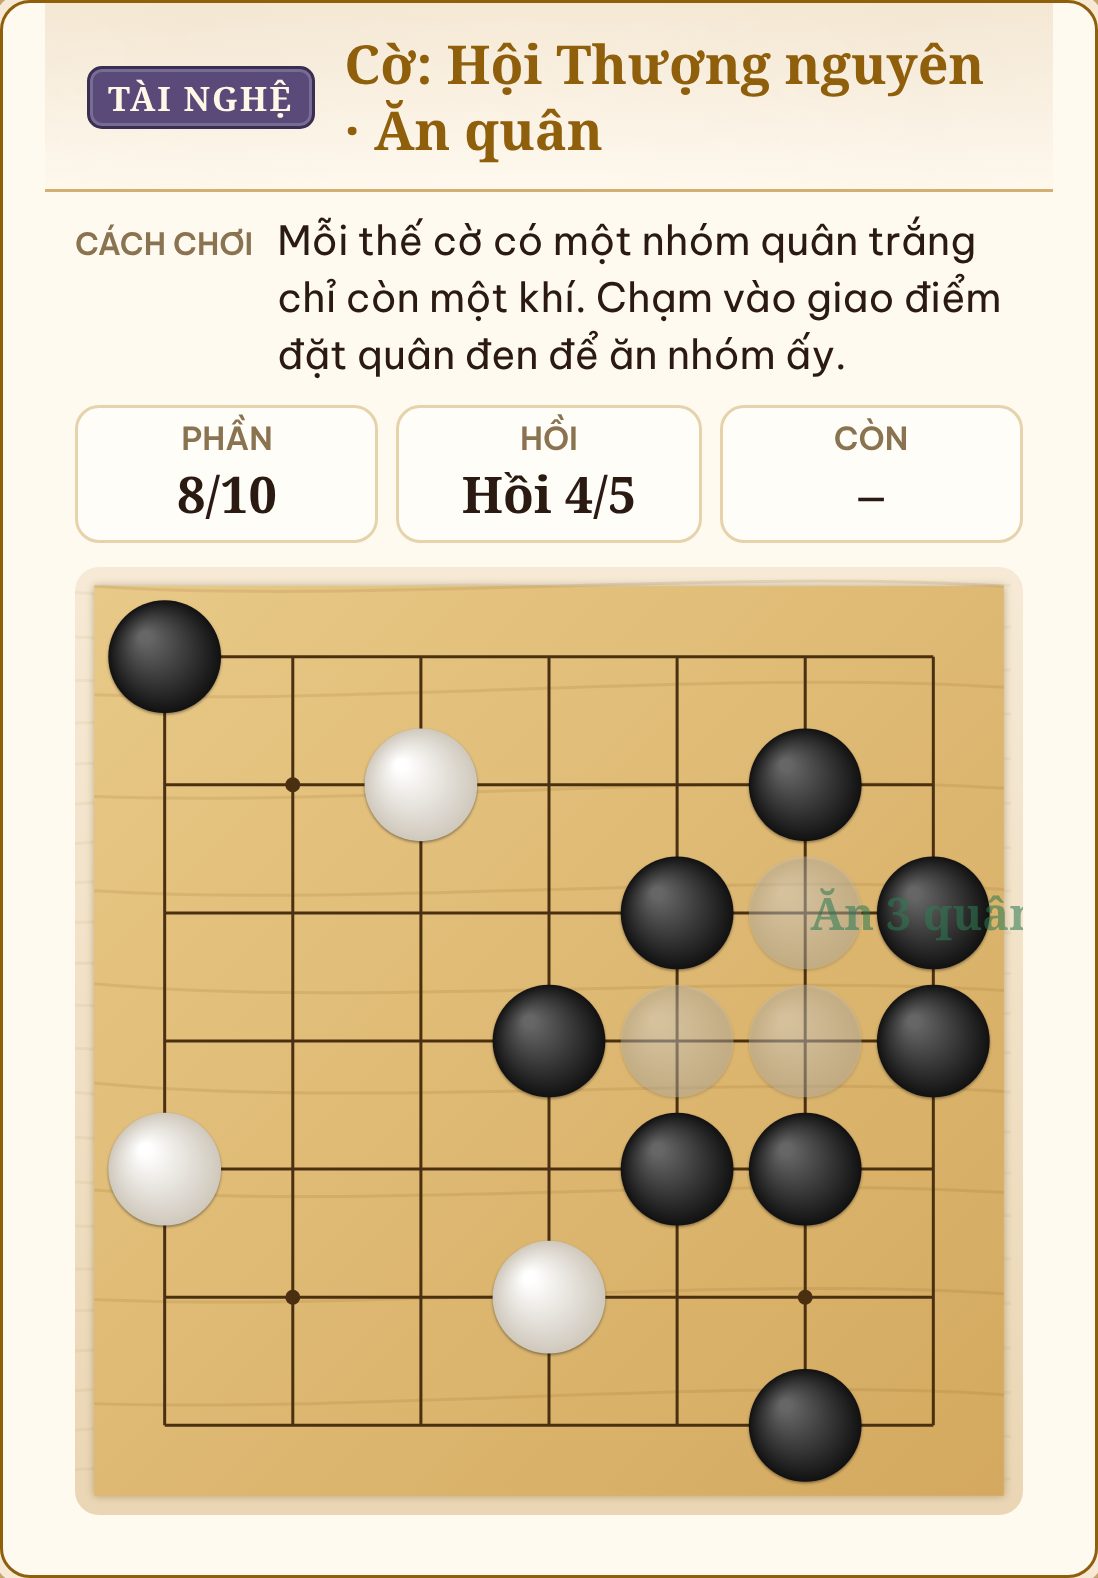 TÀI NGHỆ
Cờ: Hội Thượng nguyên
· Ăn quân
CÁCH CHƠI
Mỗi thế cờ có một nhóm quân trắng
chỉ còn một khí. Chạm vào giao điểm
đặt quân đen để ăn nhóm ấy.
PHẦN
8/10
HỒI
Hồi 4/5
CÒN
–
Ăn 3 quân